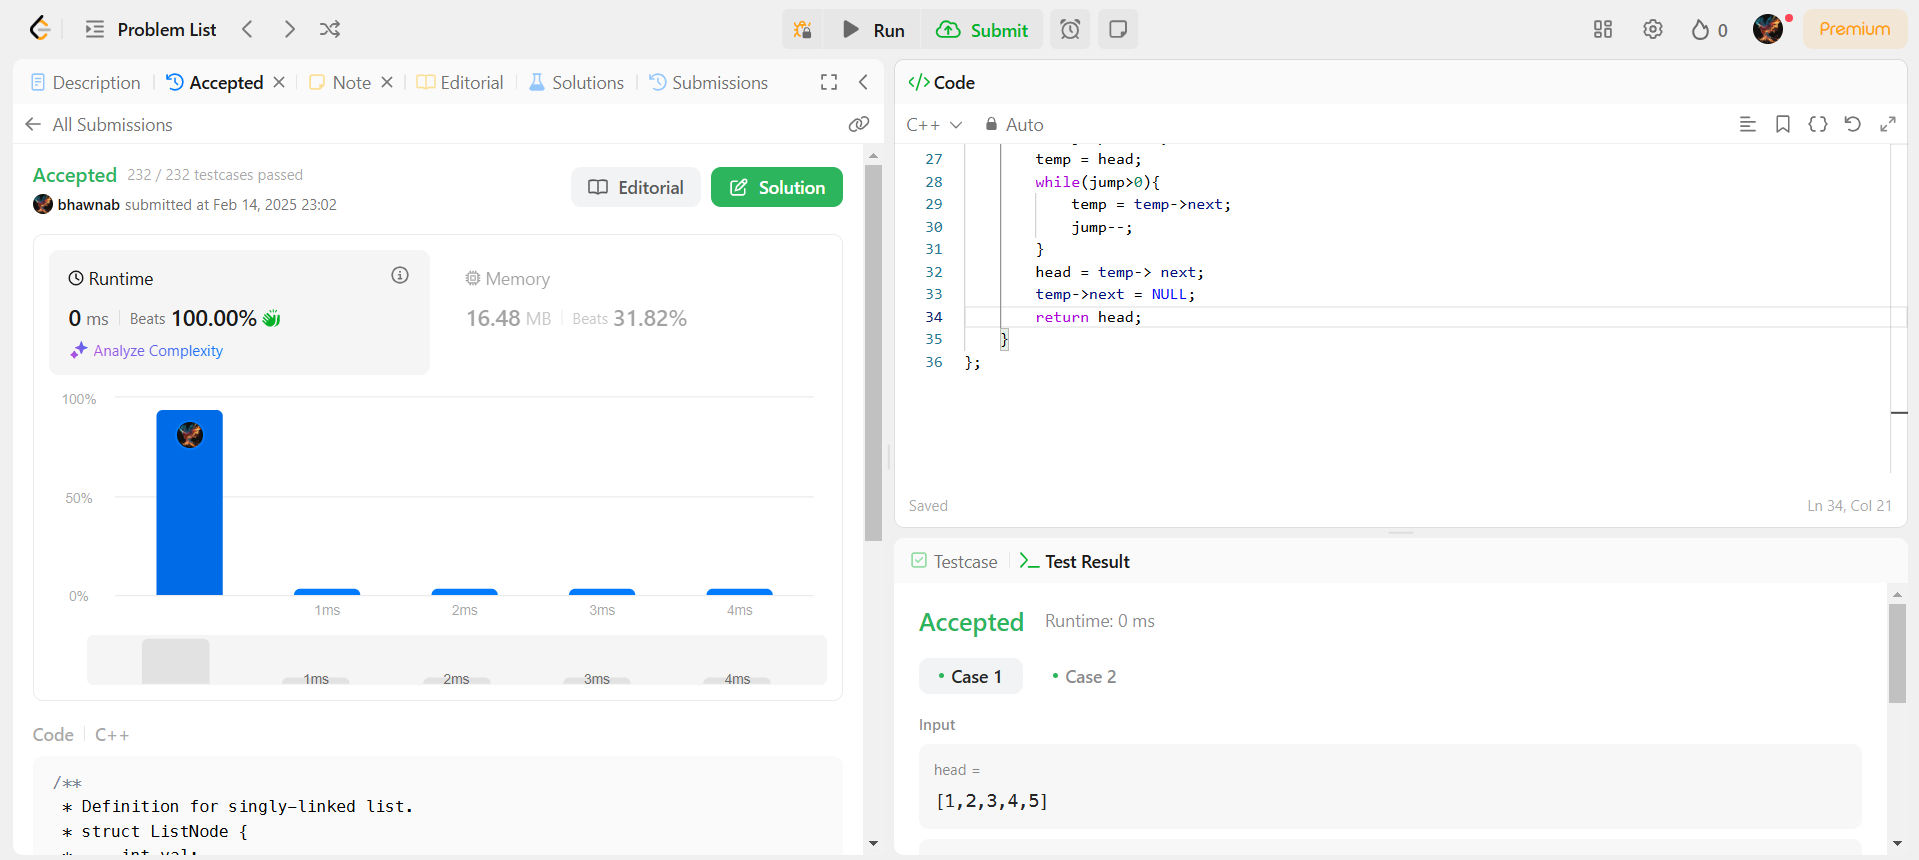 Problem List
Run
Submit
0
Premium
Description
Accepted
Note
Editorial
Solutions
Submissions
All Submissions
Accepted 232 / 232 testcases passed
bhawnab submitted at Feb 14, 2025 23:02
Editorial
Solution
Runtime
0 ms Beats 100.00%
Analyze Complexity
Memory
16.48 MB Beats 31.82%
100%
50%
0%
1ms 2ms 3ms 4ms
1ms 2ms 3ms 4ms
Code C++
/**
* Definition for singly-linked list.
* struct ListNode {
* int val;
</> Code
C++ Auto
27 temp = head;
28 while(jump>0){
29 temp = temp->next;
30 jump--;
31 }
32 head = temp-> next;
33 temp->next = NULL;
34 return head;
35 }
36 };
Saved
Ln 34, Col 21
Testcase
Test Result
Accepted Runtime: 0 ms
Case 1
Case 2
Input
head =
[1,2,3,4,5]